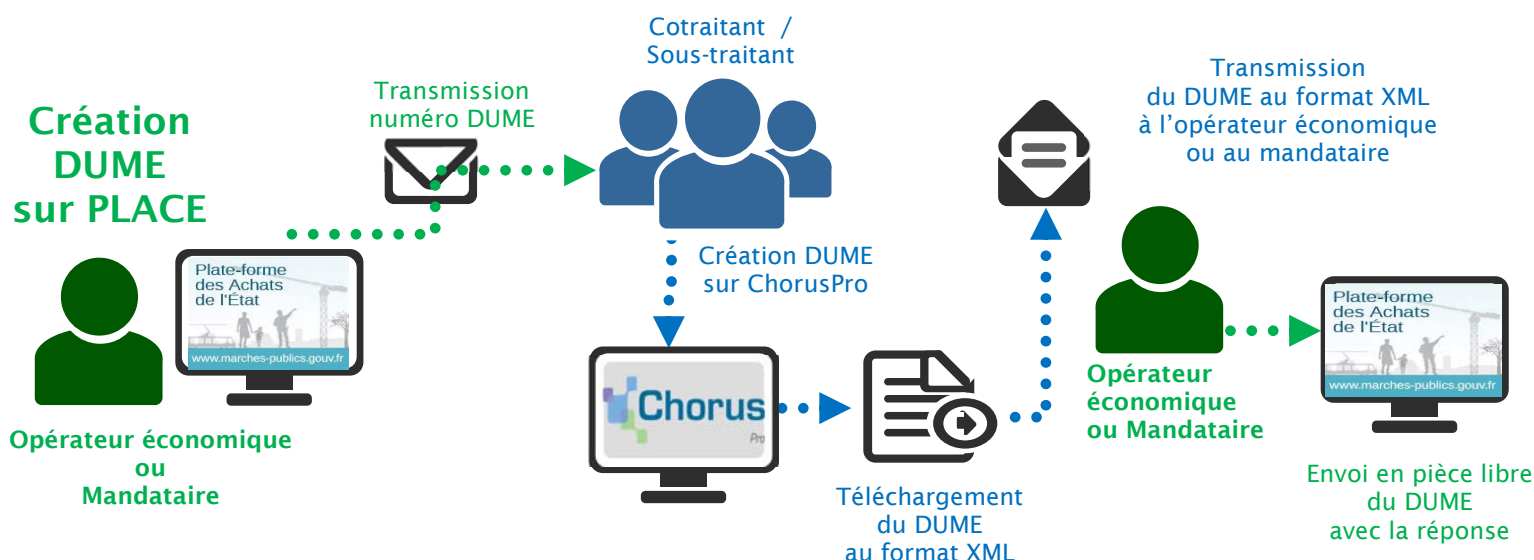 Création
DUME
sur PLACE
Plate-forme
des Achats
de l'État
www.marches-publics.gouv.fr
Opérateur économique
ou
Mandataire
Transmission
numéro DUME
Cotraitant /
Sous-traitant
Création DUME
sur ChorusPro
Chorus
Pro
Téléchargement
du DUME
au format XML
Transmission
du DUME au format XML
à l'opérateur économique
ou au mandataire
Opérateur
économique
ou Mandataire
Plate-forme
des Achats
de l'État
www.marches-publics.gouv.fr
Envoi en pièce libre
du DUME
avec la réponse